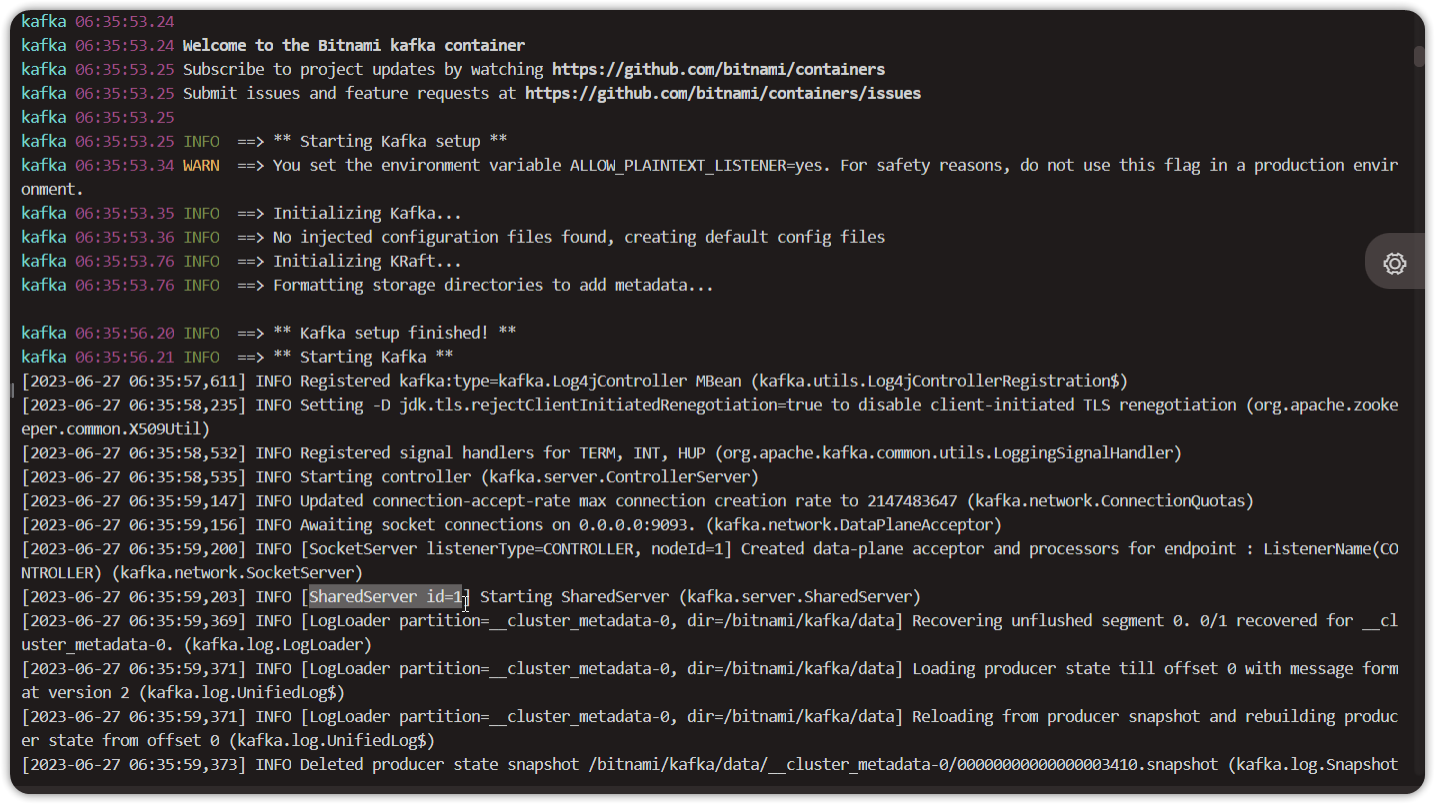 kafka 06:35:53.24
kafka 06:35:53.24 Welcome to the Bitnami kafka container
kafka 06:35:53.25 Subscribe to project updates by watching https://github.com/bitnami/containers
kafka 06:35:53.25 Submit issues and feature requests at https://github.com/bitnami/containers/issues
kafka 06:35:53.25
kafka 06:35:53.25 INFO  ==> ** Starting Kafka setup **
kafka 06:35:53.34 WARN  ==> You set the environment variable ALLOW_PLAINTEXT_LISTENER=yes. For safety reasons, do not use this flag in a production envir
onment.
kafka 06:35:53.35 INFO  ==> Initializing Kafka...
kafka 06:35:53.36 INFO  ==> No injected configuration files found, creating default config files
kafka 06:35:53.76 INFO  ==> Initializing KRaft...
kafka 06:35:53.76 INFO  ==> Formatting storage directories to add metadata...
kafka 06:35:56.20 INFO  ==> ** Kafka setup finished! **
kafka 06:35:56.21 INFO  ==> ** Starting Kafka **
[2023-06-27 06:35:57,611] INFO Registered kafka:type=kafka.Log4jController MBean (kafka.utils.Log4jControllerRegistration$)
[2023-06-27 06:35:58,235] INFO Setting -D jdk.tls.rejectClientInitiatedRenegotiation=true to disable client-initiated TLS renegotiation (org.apache.zooke
eper.common.X509Util)
[2023-06-27 06:35:58,532] INFO Registered signal handlers for TERM, INT, HUP (org.apache.kafka.common.utils.LoggingSignalHandler)
[2023-06-27 06:35:58,535] INFO Starting controller (kafka.server.ControllerServer)
[2023-06-27 06:35:59,147] INFO Updated connection-accept-rate max connection creation rate to 2147483647 (kafka.network.ConnectionQuotas)
[2023-06-27 06:35:59,156] INFO Awaiting socket connections on 0.0.0.0:9093. (kafka.network.DataPlaneAcceptor)
[2023-06-27 06:35:59,200] INFO [SocketServer listenerType=CONTROLLER, nodeId=1] Created data-plane acceptor and processors for endpoint : ListenerName(CO
NTROLLER) (kafka.network.SocketServer)
[2023-06-27 06:35:59,203] INFO [SharedServer id=1] Starting SharedServer (kafka.server.SharedServer)
[2023-06-27 06:35:59,369] INFO [LogLoader partition=__cluster_metadata-0, dir=/bitnami/kafka/data] Recovering unflushed segment 0. 0/1 recovered for __cl
uster_metadata-0. (kafka.log.LogLoader)
[2023-06-27 06:35:59,371] INFO [LogLoader partition=__cluster_metadata-0, dir=/bitnami/kafka/data] Loading producer state till offset 0 with message form
at version 2 (kafka.log.UnifiedLog$)
[2023-06-27 06:35:59,371] INFO [LogLoader partition=__cluster_metadata-0, dir=/bitnami/kafka/data] Reloading from producer snapshot and rebuilding produc
er state from offset 0 (kafka.log.UnifiedLog$)
[2023-06-27 06:35:59,373] INFO Deleted producer state snapshot /bitnami/kafka/data/__cluster_metadata-0/00000000000000003410.snapshot (kafka.log.Snapshot